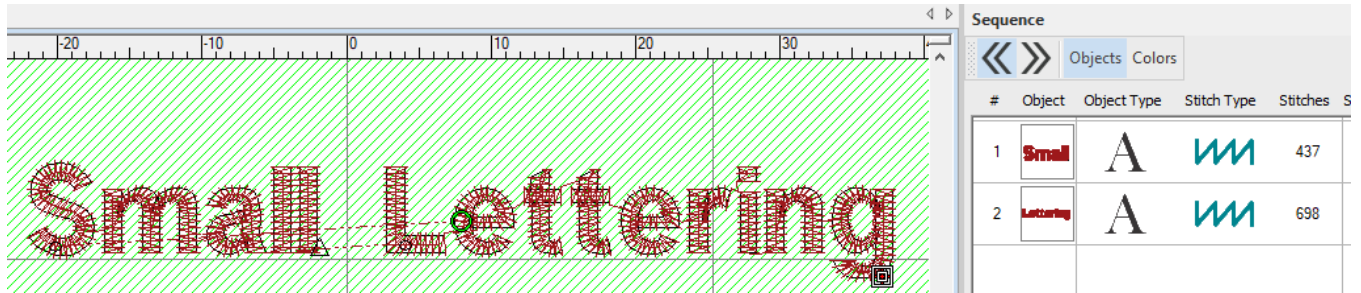 Sequence
-20 -10 0 10 20 30
Objects Colors
# Object Object Type Stitch Type Stitches S
1 Small A 437
2 Lettering A 698
Small Lettering